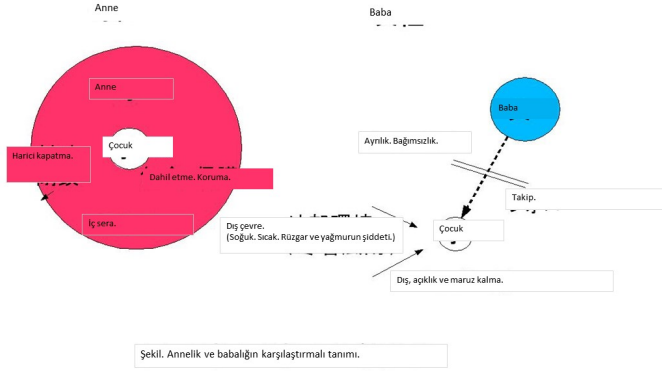 Anne
Baba
Anne
Baba
Çocuk
Ayrılık. Bağımsızlık.
Harici kapatma.
Dahil etme. Koruma.
Takip.
İç sera.
Dış çevre.
(Soğuk. Sıcak. Rüzgar ve yağmurun şiddeti.)
Çocuk
Dış, açıklık ve maruz kalma.
Şekil. Annelik ve babalığın karşılaştırmalı tanımı.